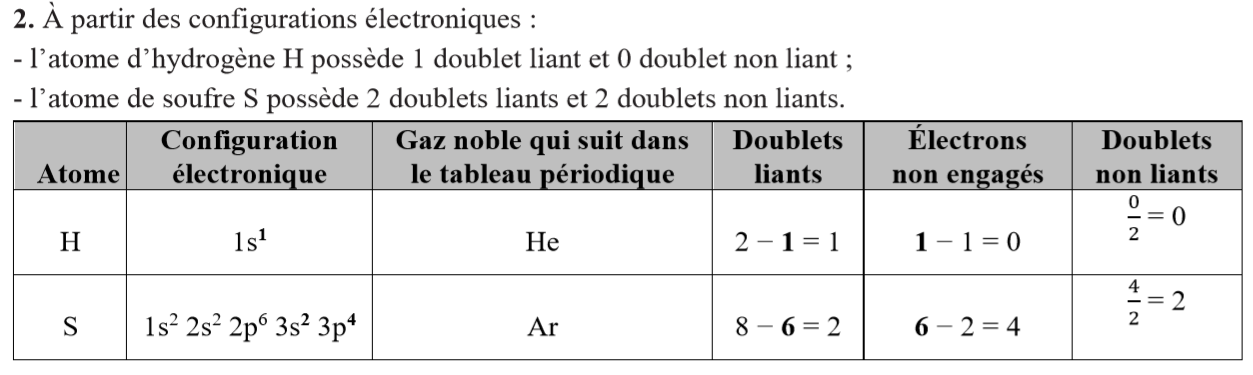 2. À partir des configurations électroniques :
- l’atome d’hydrogène H possède 1 doublet liant et 0 doublet non liant ;
- l’atome de soufre S possède 2 doublets liants et 2 doublets non liants.
Atome | Configuration électronique | Gaz noble qui suit dans le tableau périodique | Doublets liants | Électrons non engagés | Doublets non liants
H | 1s¹ | He | 2 − 1 = 1 | 1 − 1 = 0 | 0/2 = 0
S | 1s² 2s² 2p⁶ 3s² 3p⁴ | Ar | 8 − 6 = 2 | 6 − 2 = 4 | 4/2 = 2